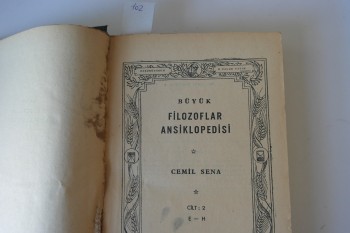 BÜYÜK
FİLOZOFLAR
ANSİKLOPEDİSİ
CEMİL SENA
CİLT: 2
E — H